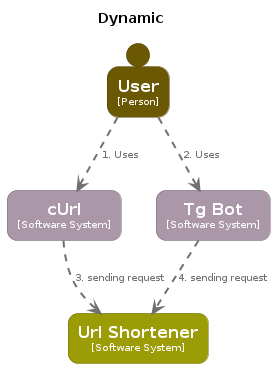 Dynamic
User
[Person]
1. Uses
2. Uses
cUrl
[Software System]
Tg Bot
[Software System]
3. sending request
4. sending request
Url Shortener
[Software System]